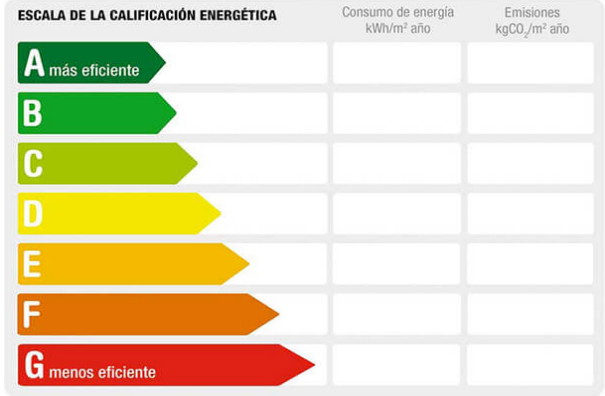 ESCALA DE LA CALIFICACIÓN ENERGÉTICA
Consumo de energía
kWh/m² año
Emisiones
kgCO₂/m² año
A más eficiente
B
C
D
E
F
G menos eficiente